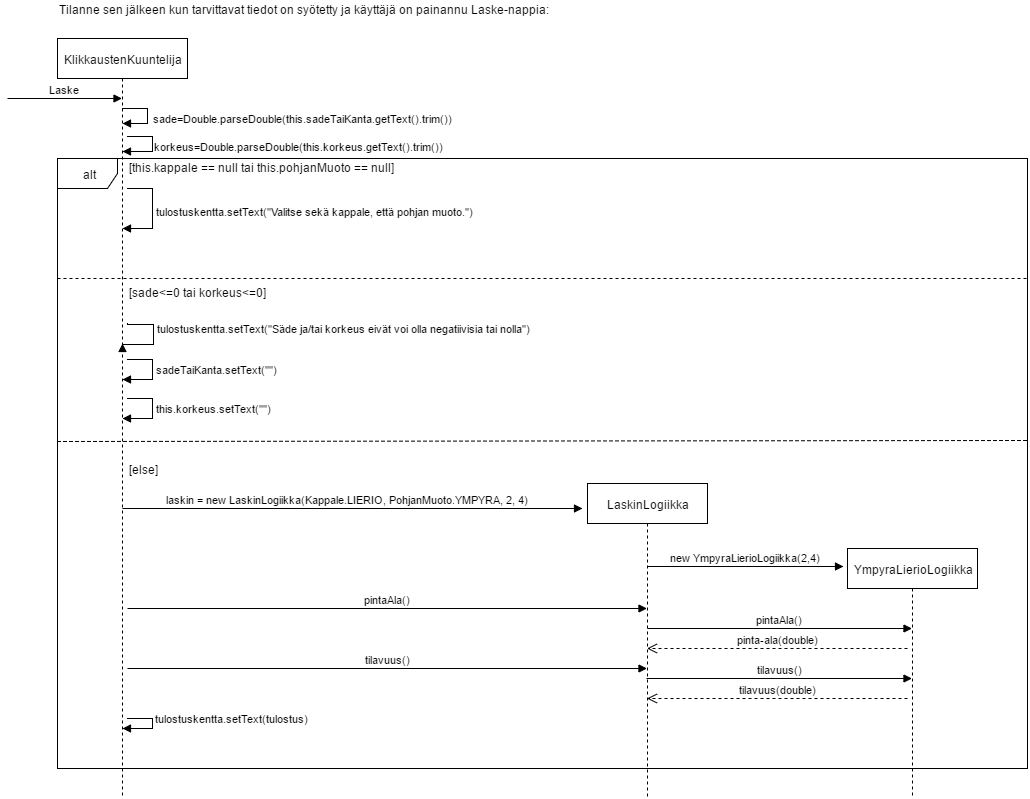 Tilanne sen jälkeen kun tarvittavat tiedot on syötetty ja käyttäjä on painannu Laske-nappia:
KlikkaustenKuuntelija
Laske
sade=Double.parseDouble(this.sadeTaiKanta.getText().trim())
korkeus=Double.parseDouble(this.korkeus.getText().trim())
alt
[this.kappale == null tai this.pohjanMuoto == null]
tulostuskentta.setText("Valitse sekä kappale, että pohjan muoto.")
[sade<=0 tai korkeus<=0]
tulostuskentta.setText("Säde ja/tai korkeus eivät voi olla negatiivisia tai nolla")
sadeTaiKanta.setText("")
this.korkeus.setText("")
[else]
laskin = new LaskinLogiikka(Kappale.LIERIO, PohjanMuoto.YMPYRA, 2, 4)
LaskinLogiikka
new YmpyraLierioLogiikka(2,4)
YmpyraLierioLogiikka
pintaAla()
pintaAla()
pinta-ala(double)
tilavuus()
tilavuus()
tilavuus(double)
tulostuskentta.setText(tulostus)